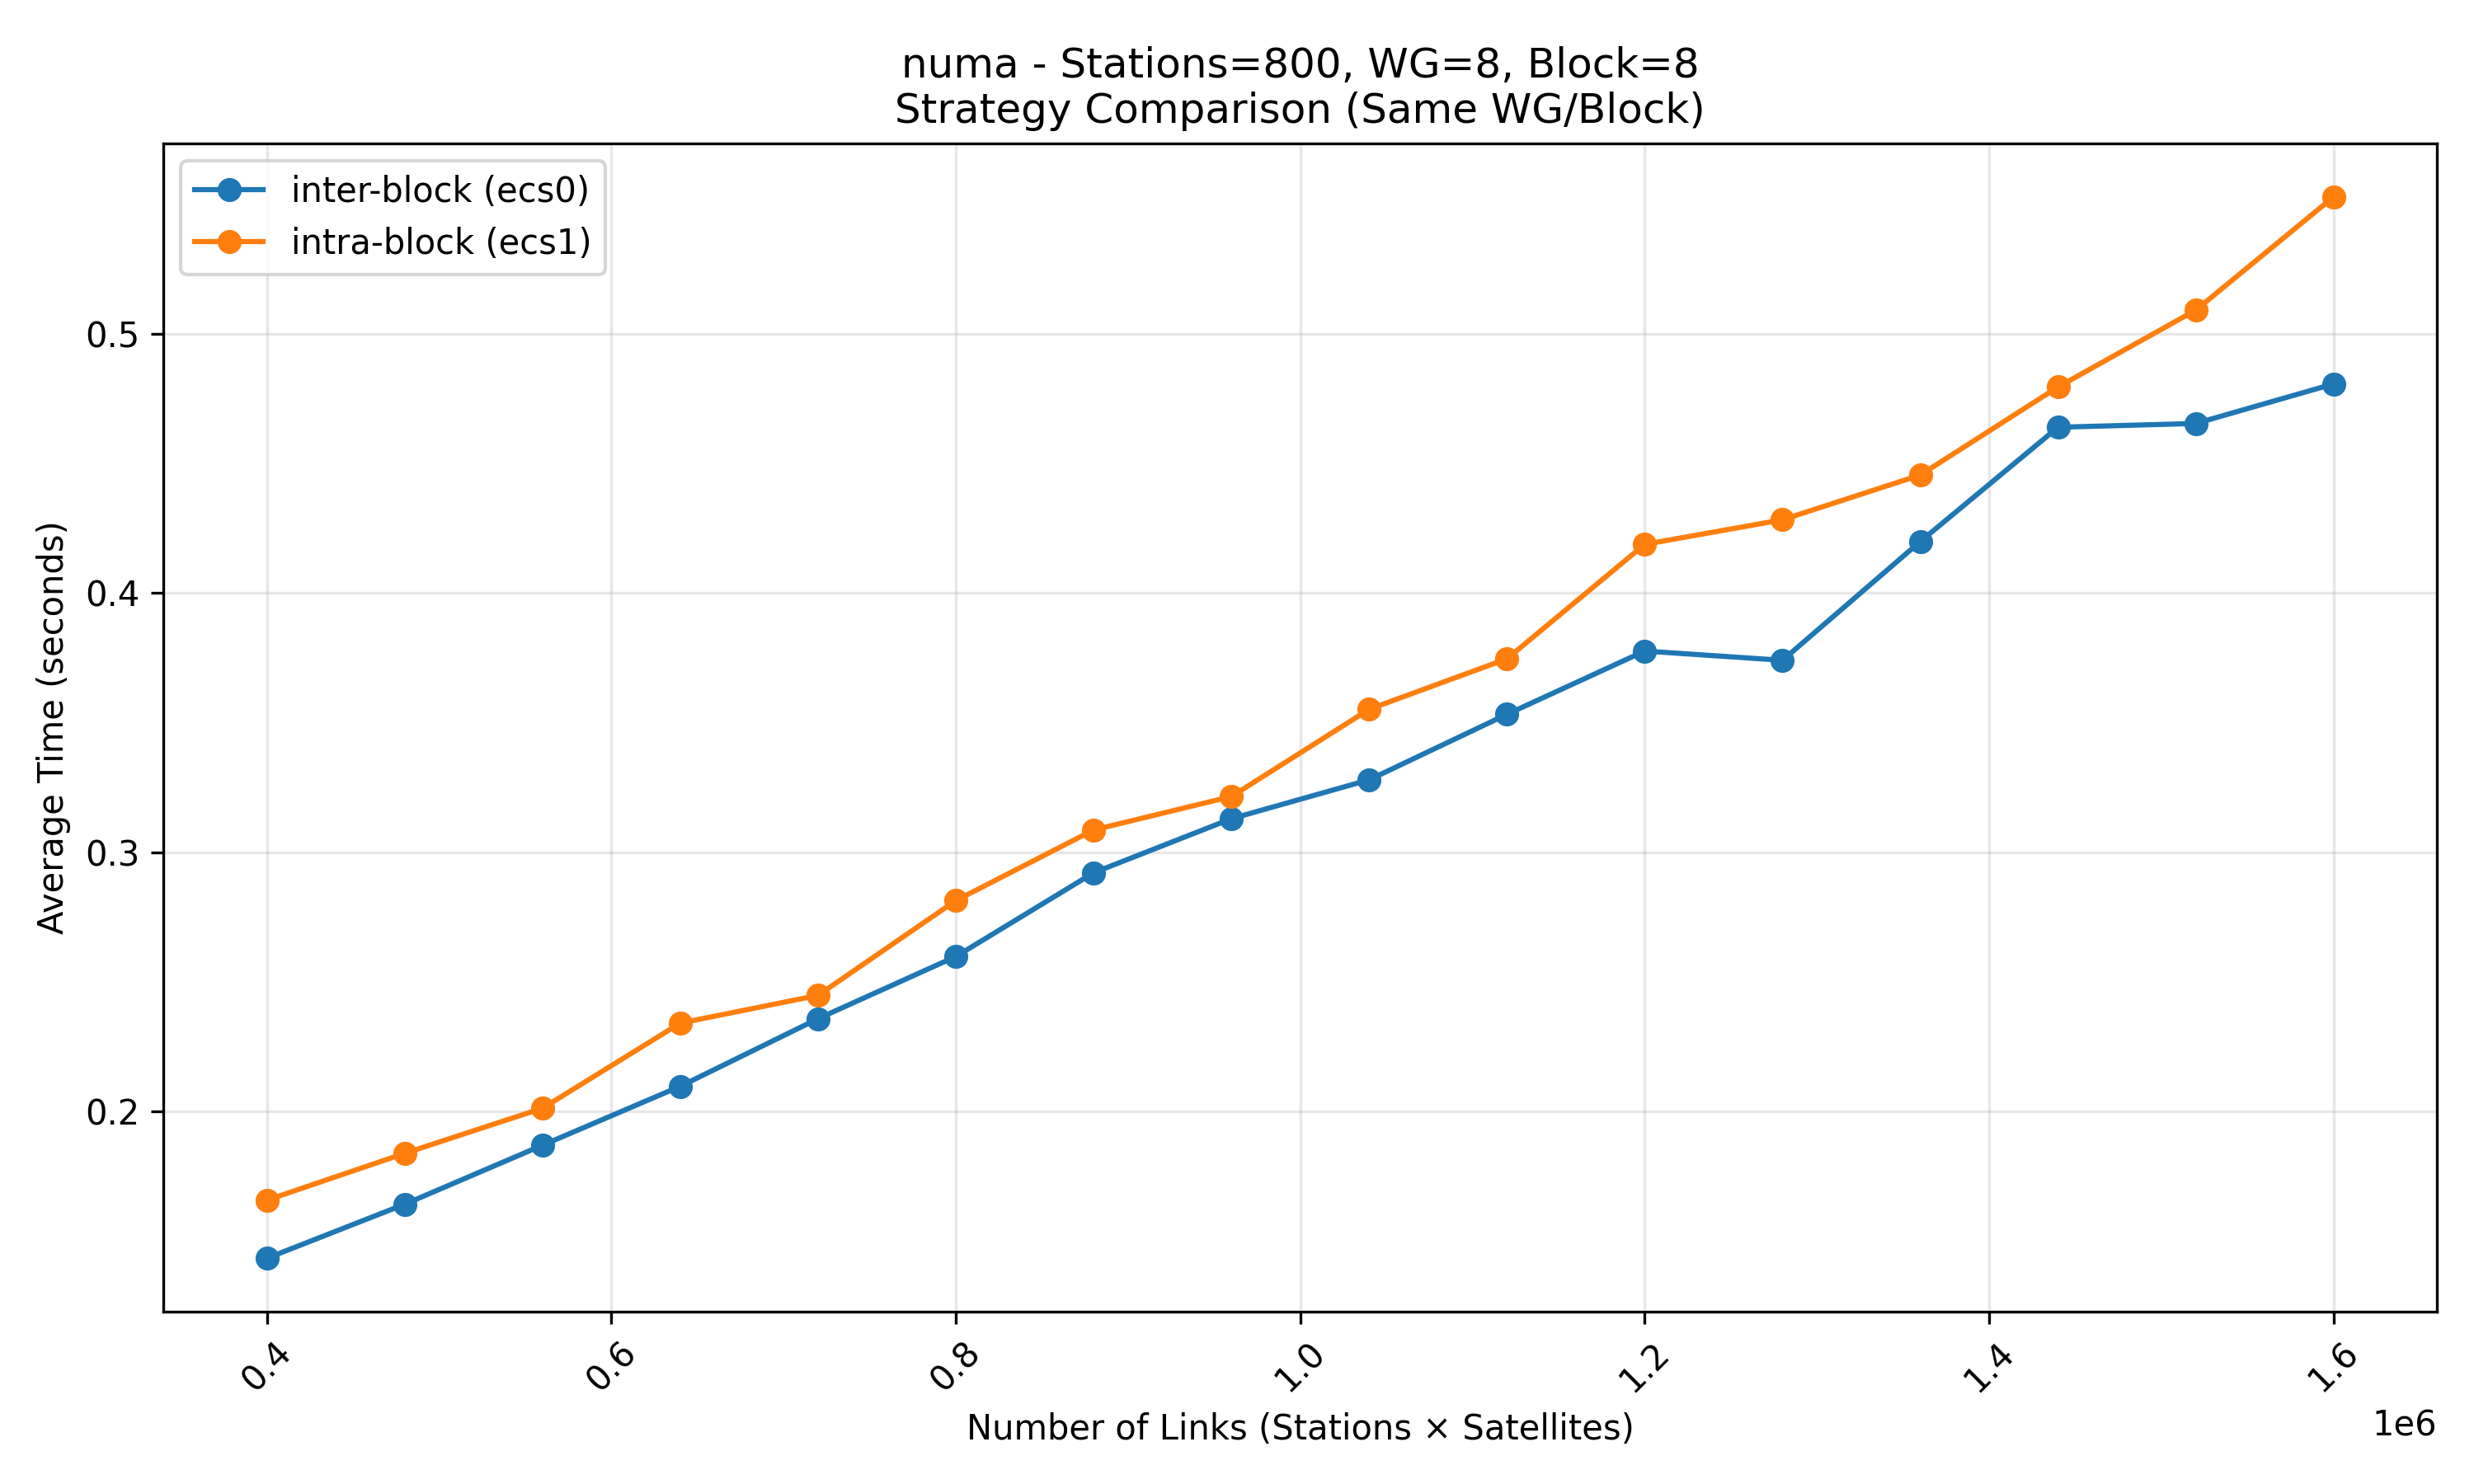 numa - Stations=800, WG=8, Block=8
Strategy Comparison (Same WG/Block)
inter-block (ecs0)
intra-block (ecs1)
Average Time (seconds)
0.5
0.4
0.3
0.2
0.4
0.6
0.8
1.0
1.2
1.4
1.6
1e6
Number of Links (Stations × Satellites)